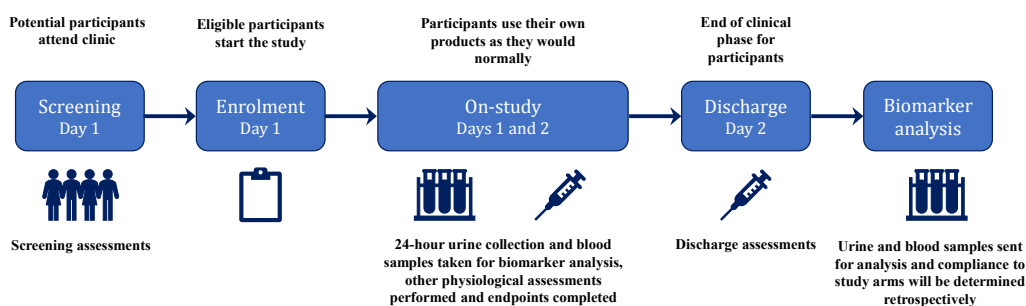 Potential participants
attend clinic
Eligible participants
start the study
Participants use their own
products as they would
normally
End of clinical
phase for
participants
Screening
Day 1
Enrolment
Day 1
On-study
Days 1 and 2
Discharge
Day 2
Biomarker
analysis
Screening assessments
24-hour urine collection and blood
samples taken for biomarker analysis,
other physiological assessments
performed and endpoints completed
Discharge assessments
Urine and blood samples sent
for analysis and compliance to
study arms will be determined
retrospectively